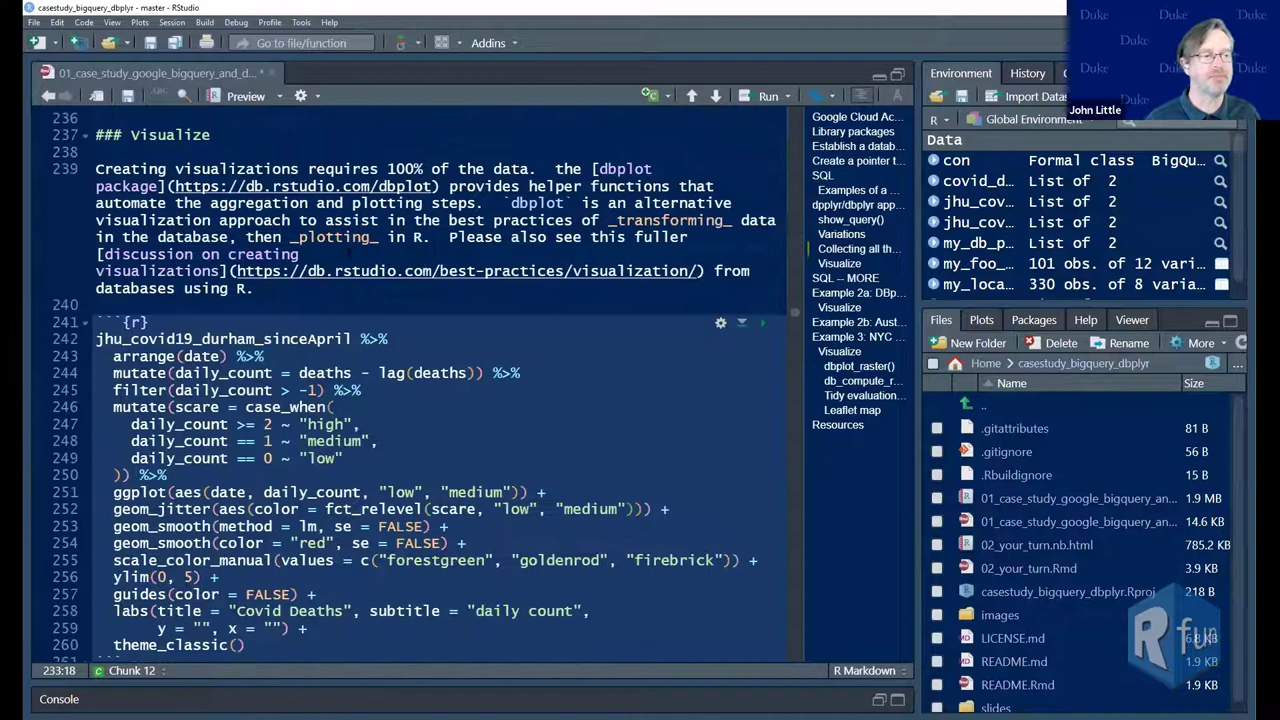 casestudy_bigquery_dbplyr - master - RStudio
File Edit Code View Plots Session Build Debug Profile Tools Help
Go to file/function
Addins
01_case_study_google_bigquery_and_d... *
ABC
Preview
Run
236
237 ### Visualize
238
239 Creating visualizations requires 100% of the data.  the [dbplot
package](https://db.rstudio.com/dbplot) provides helper functions that
automate the aggregation and plotting steps.  `dbplot` is an alternative
visualization approach to assist in the best practices of _transforming_ data
in the database, then _plotting_ in R.  Please also see this fuller
[discussion on creating
visualizations](https://db.rstudio.com/best-practices/visualization/) from
databases using R.
240
241 ```{r}
242 jhu_covid19_durham_sinceApril %>%
243 arrange(date) %>%
244 mutate(daily_count = deaths - lag(deaths)) %>%
245 filter(daily_count > -1) %>%
246 mutate(scare = case_when(
247 daily_count >= 2 ~ "high",
248 daily_count == 1 ~ "medium",
249 daily_count == 0 ~ "low"
250 )) %>%
251 ggplot(aes(date, daily_count, "low", "medium")) +
252 geom_jitter(aes(color = fct_relevel(scare, "low", "medium"))) +
253 geom_smooth(method = lm, se = FALSE) +
254 geom_smooth(color = "red", se = FALSE) +
255 scale_color_manual(values = c("forestgreen", "goldenrod", "firebrick")) +
256 ylim(0, 5) +
257 guides(color = FALSE) +
258 labs(title = "Covid Deaths", subtitle = "daily count",
259 y = "", x = "") +
260 theme_classic()
233:18 Chunk 12 R Markdown
Console
Google Cloud Ac...
Library packages
Establish a datab...
Create a pointer t...
SQL
Examples of a ...
dpplyr/dbplyr app...
show_query()
Variations
Collecting all th...
Visualize
SQL -- MORE
Example 2a: DBp...
Visualize
Example 2b: Aust...
Example 3: NYC ...
Visualize
dbplot_raster()
db_compute_r...
Tidy evaluation...
Leaflet map
Resources
Environment History
Import Datas
R Global Environment
Data
con Formal class  BigQu...
covid_d... List of  2
jhu_cov... List of  2
jhu_cov... List of  2
my_db_p... List of  2
my_foo_... 101 obs. of 12 vari...
my_loca... 330 obs. of 8 variab...
Files Plots Packages Help Viewer
New Folder Delete Rename More
Home casestudy_bigquery_dbplyr
Name Size
..
.gitattributes 81 B
.gitignore 56 B
.Rbuildignore 15 B
01_case_study_google_bigquery_an... 1.9 MB
01_case_study_google_bigquery_an... 14.6 KB
02_your_turn.nb.html 785.2 KB
02_your_turn.Rmd 3.9 KB
casestudy_bigquery_dbplyr.Rproj 218 B
images
LICENSE.md 6.8 KB
README.md 1.9 KB
README.Rmd 1.9 KB
slides
R fun
Duke Duke Duke
Duke
Duke Duke
Duke
John Little